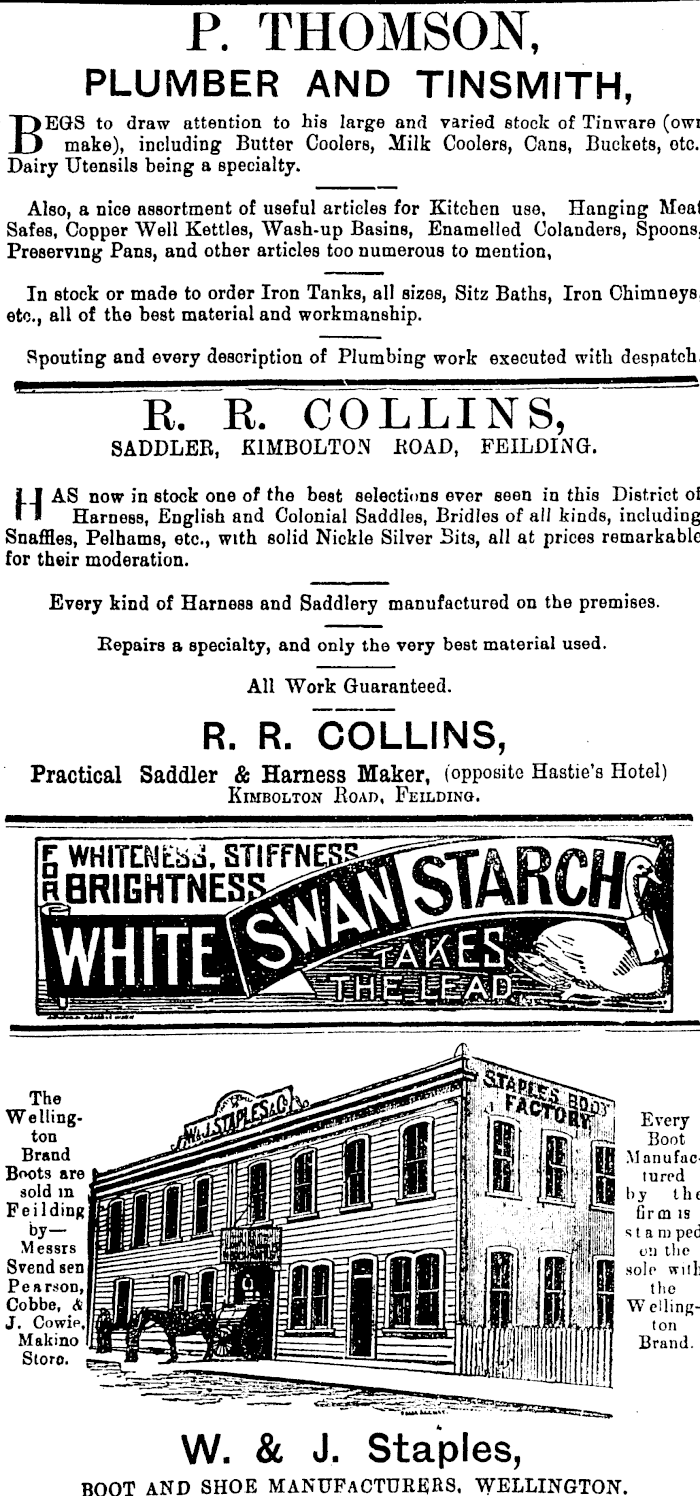 P. THOMSON,
PLUMBER AND TINSMITH,
BEGS to draw attention to his large and varied stock of Tinware (own
make), including Butter Coolers, Milk Coolers, Cans, Buckets, etc.
Dairy Utensils being a specialty.
Also, a nice assortment of useful articles for Kitchen use, Hanging Meat
Safes, Copper Well Kettles, Wash-up Basins, Enamelled Colanders, Spoons,
Preserving Pans, and other articles too numerous to mention,
In stock or made to order Iron Tanks, all sizes, Sitz Baths, Iron Chimneys,
etc., all of the best material and workmanship.
Spouting and every description of Plumbing work executed with despatch.
R. R. COLLINS,
SADDLER, KIMBOLTON ROAD, FEILDING.
HAS now in stock one of the best selections ever seen in this District of
Harness, English and Colonial Saddles, Bridles of all kinds, including
Snaffles, Pelhams, etc., with solid Nickle Silver Bits, all at prices remarkable
for their moderation.
Every kind of Harness and Saddlery manufactured on the premises.
Repairs a specialty, and only the very best material used.
All Work Guaranteed.
R. R. COLLINS,
Practical Saddler & Harness Maker, (opposite Hastie's Hotel)
KIMBOLTON ROAD, FEILDING.
FOR WHITENESS, STIFFNESS
BRIGHTNESS
WHITE SWAN STARCH
TAKES
THE LEAD
The
Welling-
ton
Brand
Boots are
sold in
Feilding
by—
Messrs
Svendsen
Pearson,
Cobbe, &
J. Cowie,
Makino
Store.
W. & J. STAPLES & Co.
STAPLES BOOT
FACTORY
Every
Boot
Manufac-
tured
by the
firm is
stamped
on the
sole with
the
Welling-
ton
Brand.
W. & J. Staples,
BOOT AND SHOE MANUFACTURERS, WELLINGTON.